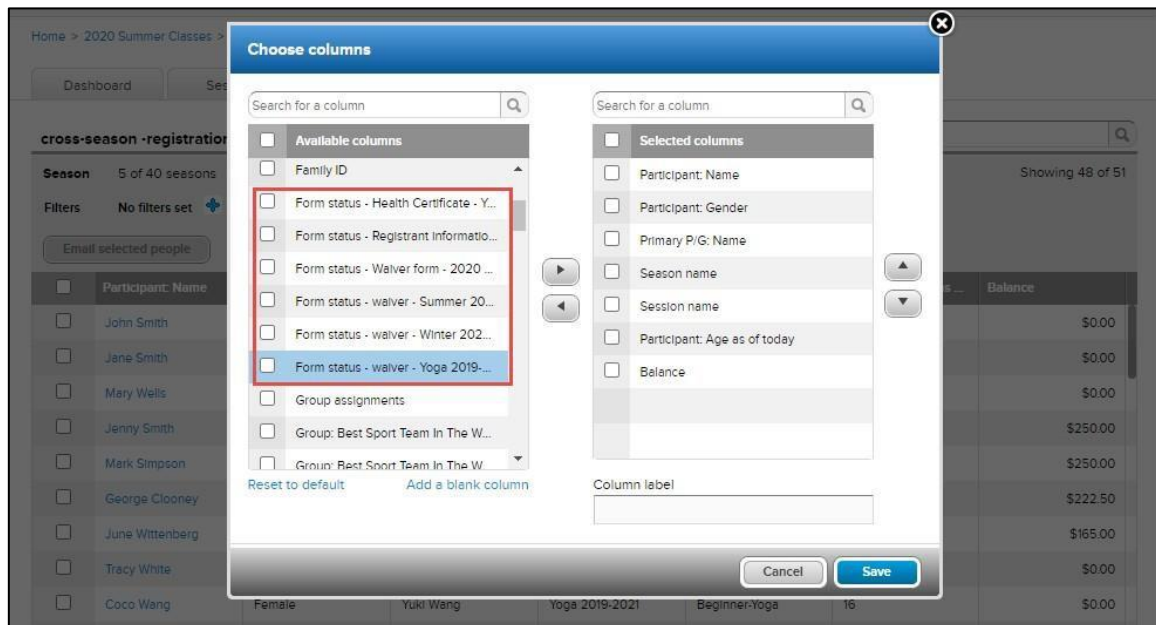 Home > 2020 Summer Classes >
Choose columns
Dashboard
Ses
Search for a column
Search for a column
cross-season -registration
Available columns
Selected columns
Season 5 of 40 seasons
Family ID
Participant: Name
Showing 48 of 51
Filters No filters set
Form status - Health Certificate - Y...
Participant: Gender
Form status - Registrant Informatio...
Primary P/G: Name
Email selected people
Form status - Waiver form - 2020 ...
Season name
Participant: Name
Form status - waiver - Summer 20...
Session name
Balance
John Smith
Form status - waiver - Winter 202...
Participant: Age as of today
$0.00
Jane Smith
Form status - waiver - Yoga 2019-...
Balance
$0.00
Mary Wells
Group assignments
$0.00
Jenny Smith
Group: Best Sport Team In The W...
$250.00
Mark Simpson
Group: Best Sport Team In The W
$250.00
Reset to default
Add a blank column
Column label
George Clooney
$222.50
June Wittenberg
$165.00
Tracy White
Cancel
Save
$0.00
Coco Wang Female Yuki Wang Yoga 2019-2021 Beginner-Yoga 16 $0.00